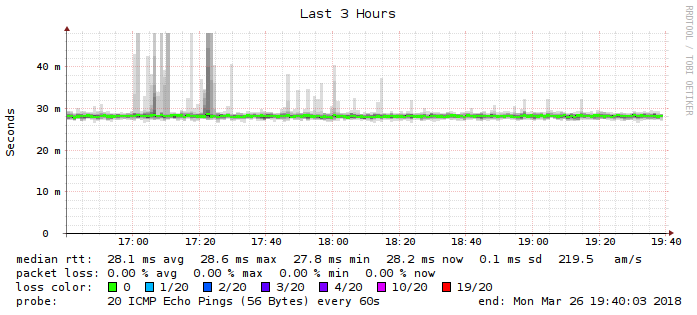 Last 3 Hours
RRDTOOL / TOBI OETIKER
Seconds
40 m
30 m
20 m
10 m
0
17:00 17:20 17:40 18:00 18:20 18:40 19:00 19:20 19:40
median rtt: 28.1 ms avg 28.6 ms max 27.8 ms min 28.2 ms now 0.1 ms sd 219.5 am/s
packet loss: 0.00 % avg 0.00 % max 0.00 % min 0.00 % now
loss color: 0 1/20 2/20 3/20 4/20 10/20 19/20
probe: 20 ICMP Echo Pings (56 Bytes) every 60s end: Mon Mar 26 19:40:03 2018